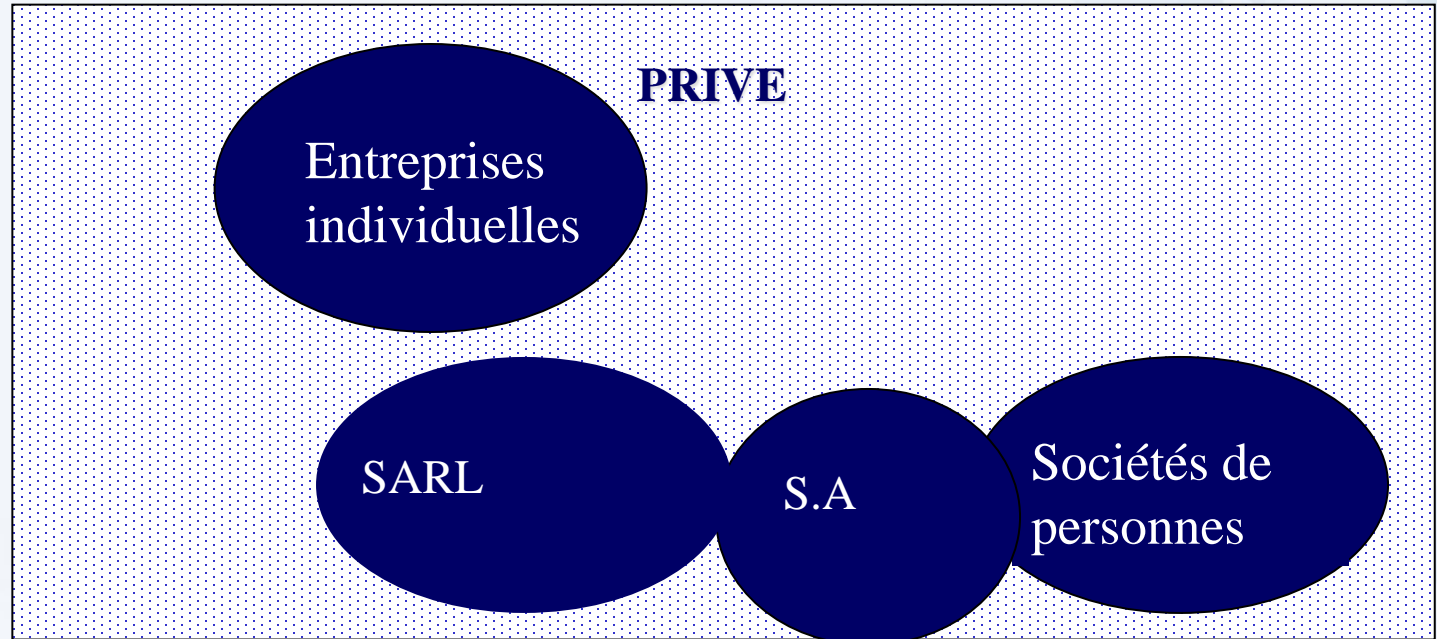 PRIVE
Entreprises
individuelles
SARL
S.A
Sociétés de
personnes